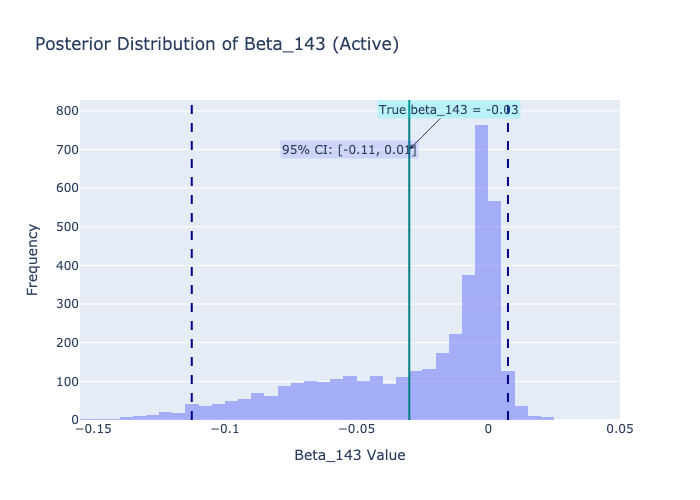 Posterior Distribution of Beta_143 (Active)
800
True beta_143 = -0.03
700
95% CI: [-0.11, 0.01]
600
500
400
300
200
100
0
Frequency
−0.15
−0.1
−0.05
0
0.05
Beta_143 Value